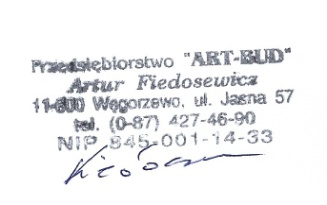 Przedsiębiorstwo "ART-BUD"
Artur Fiedosewicz
11-600 Węgorzewo, ul. Jasna 57
tel. (0-87) 427-46-90
NIP 845-001-14-33